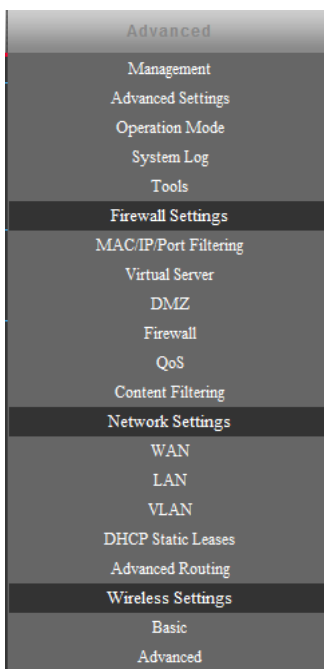 Advanced
Management
Advanced Settings
Operation Mode
System Log
Tools
Firewall Settings
MAC/IP/Port Filtering
Virtual Server
DMZ
Firewall
QoS
Content Filtering
Network Settings
WAN
LAN
VLAN
DHCP Static Leases
Advanced Routing
Wireless Settings
Basic
Advanced